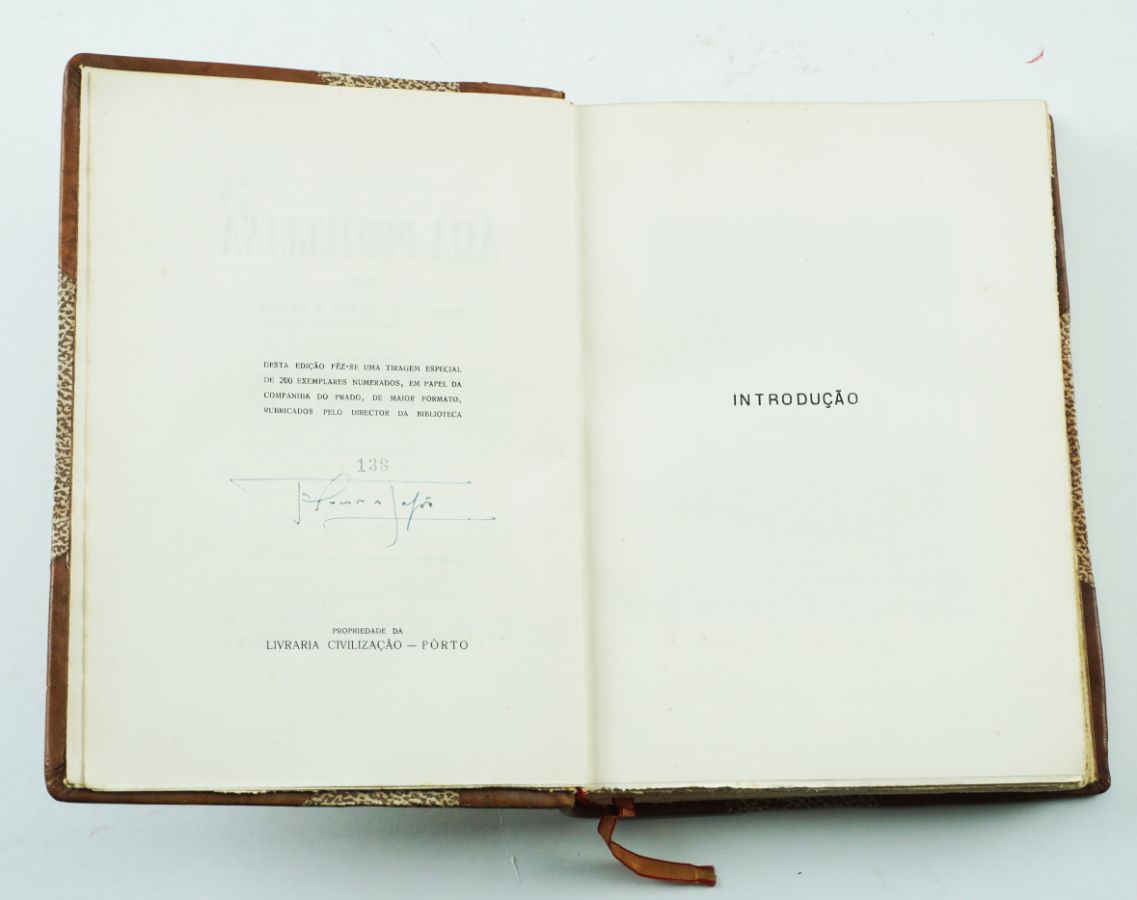 DESTA EDIÇÃO FÊZ-SE UMA TIRAGEM ESPECIAL
DE 200 EXEMPLARES NUMERADOS, EM PAPEL DA
COMPANHIA DO PRADO, DE MAIOR FORMATO,
RUBRICADOS PELO DIRECTOR DA BIBLIOTECA
138
PROPRIEDADE DA
LIVRARIA CIVILIZAÇÃO — PÔRTO
INTRODUÇÃO